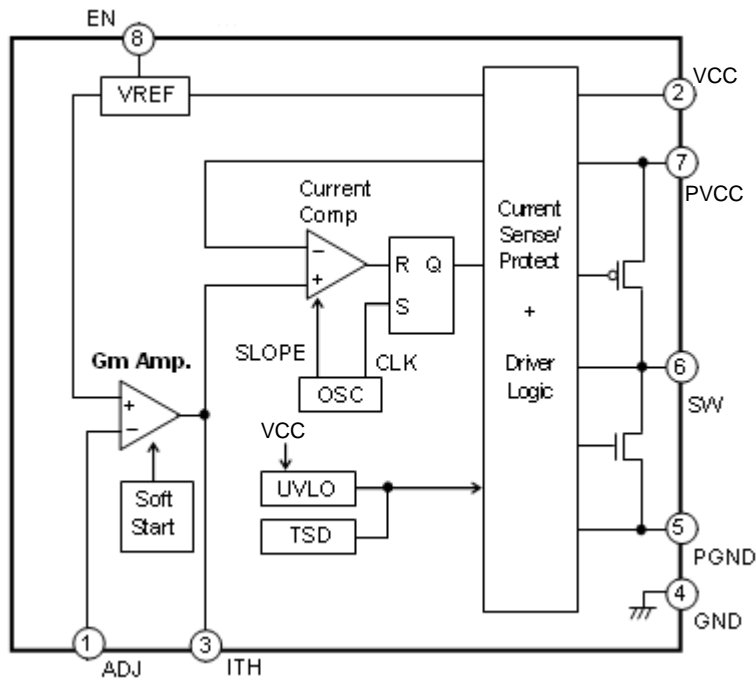 EN
8
VCC
VREF
2
7
PVCC
Current
Comp
Current
Sense/
Protect
+
Driver
Logic
−
+
R Q
S
SLOPE
CLK
OSC
Gm Amp.
+
−
6
SW
VCC
UVLO
TSD
Soft
Start
5
PGND
4
GND
1
ADJ
3
ITH